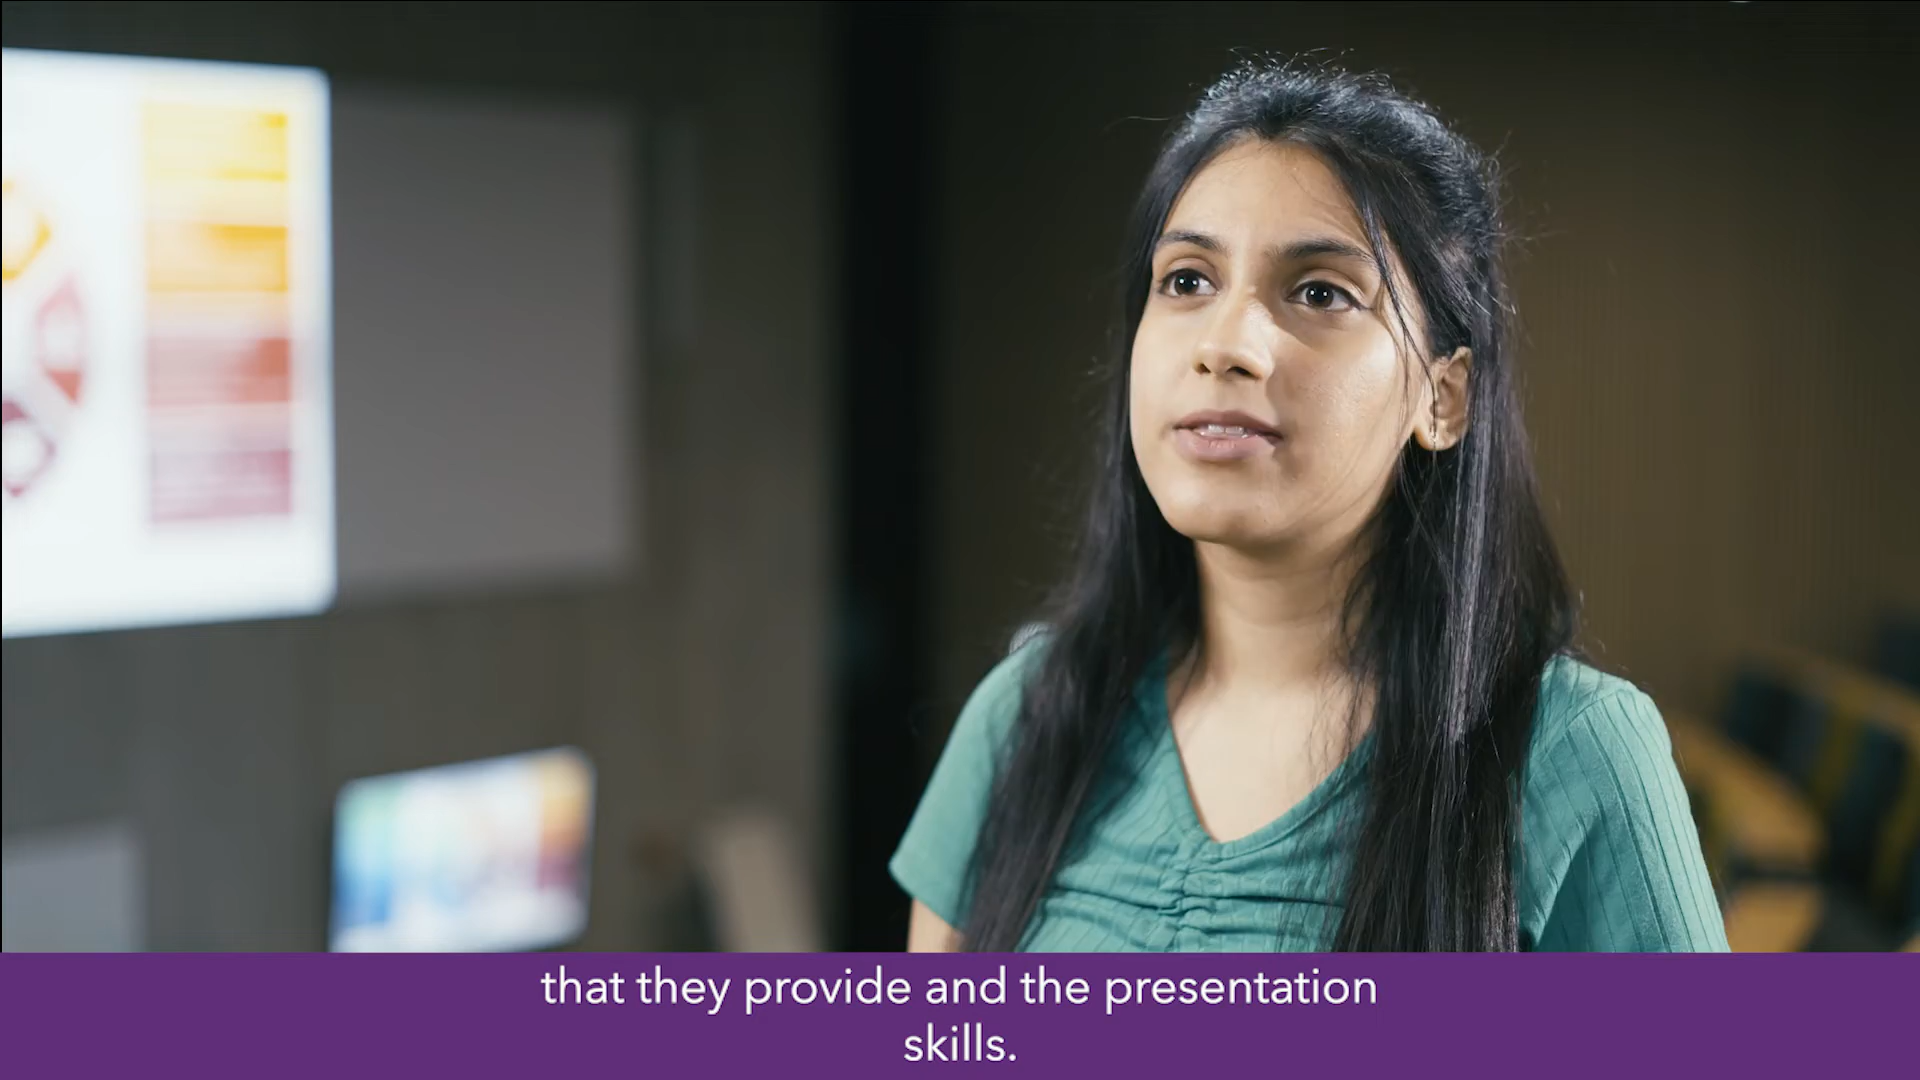 that they provide and the presentation
skills.